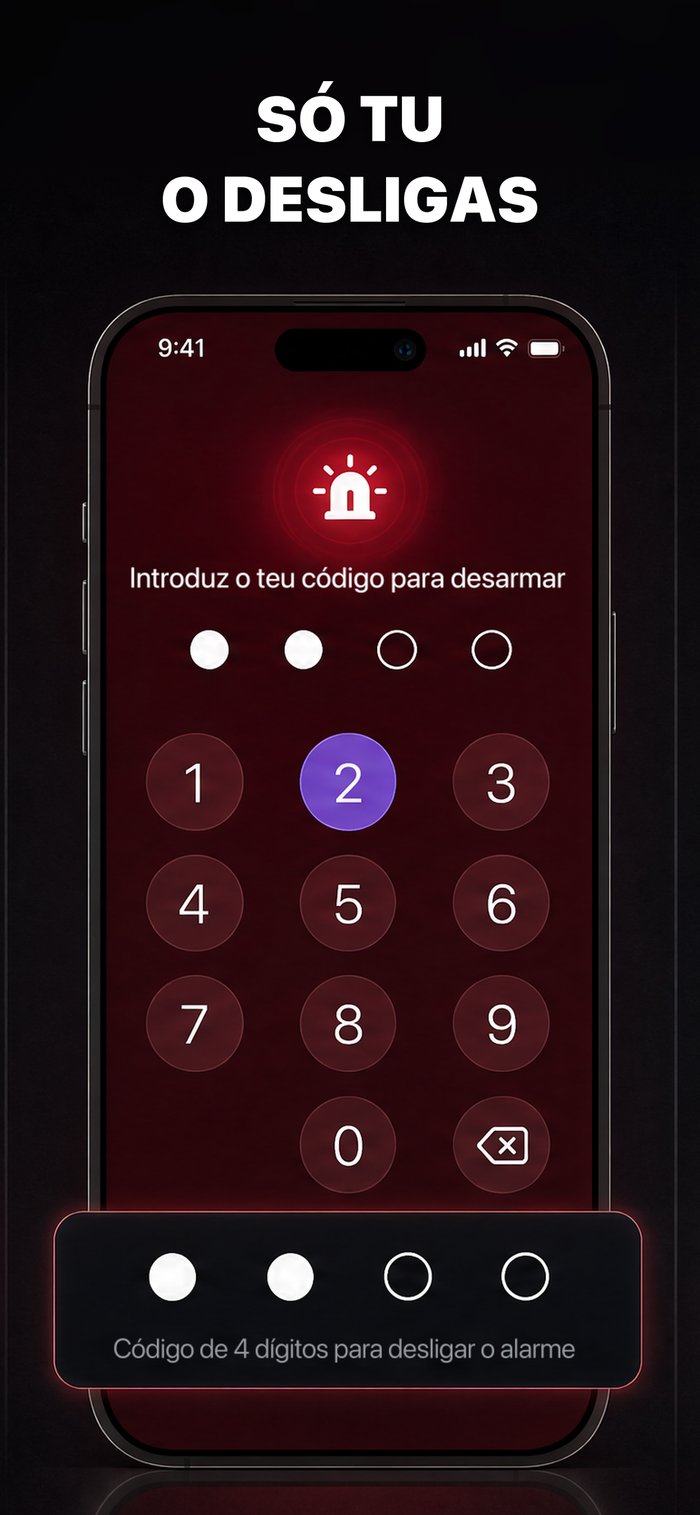 SÓ TU
O DESLIGAS
9:41
Introduz o teu código para desarmar
1 2 3
4 5 6
7 8 9
0
Código de 4 dígitos para desligar o alarme